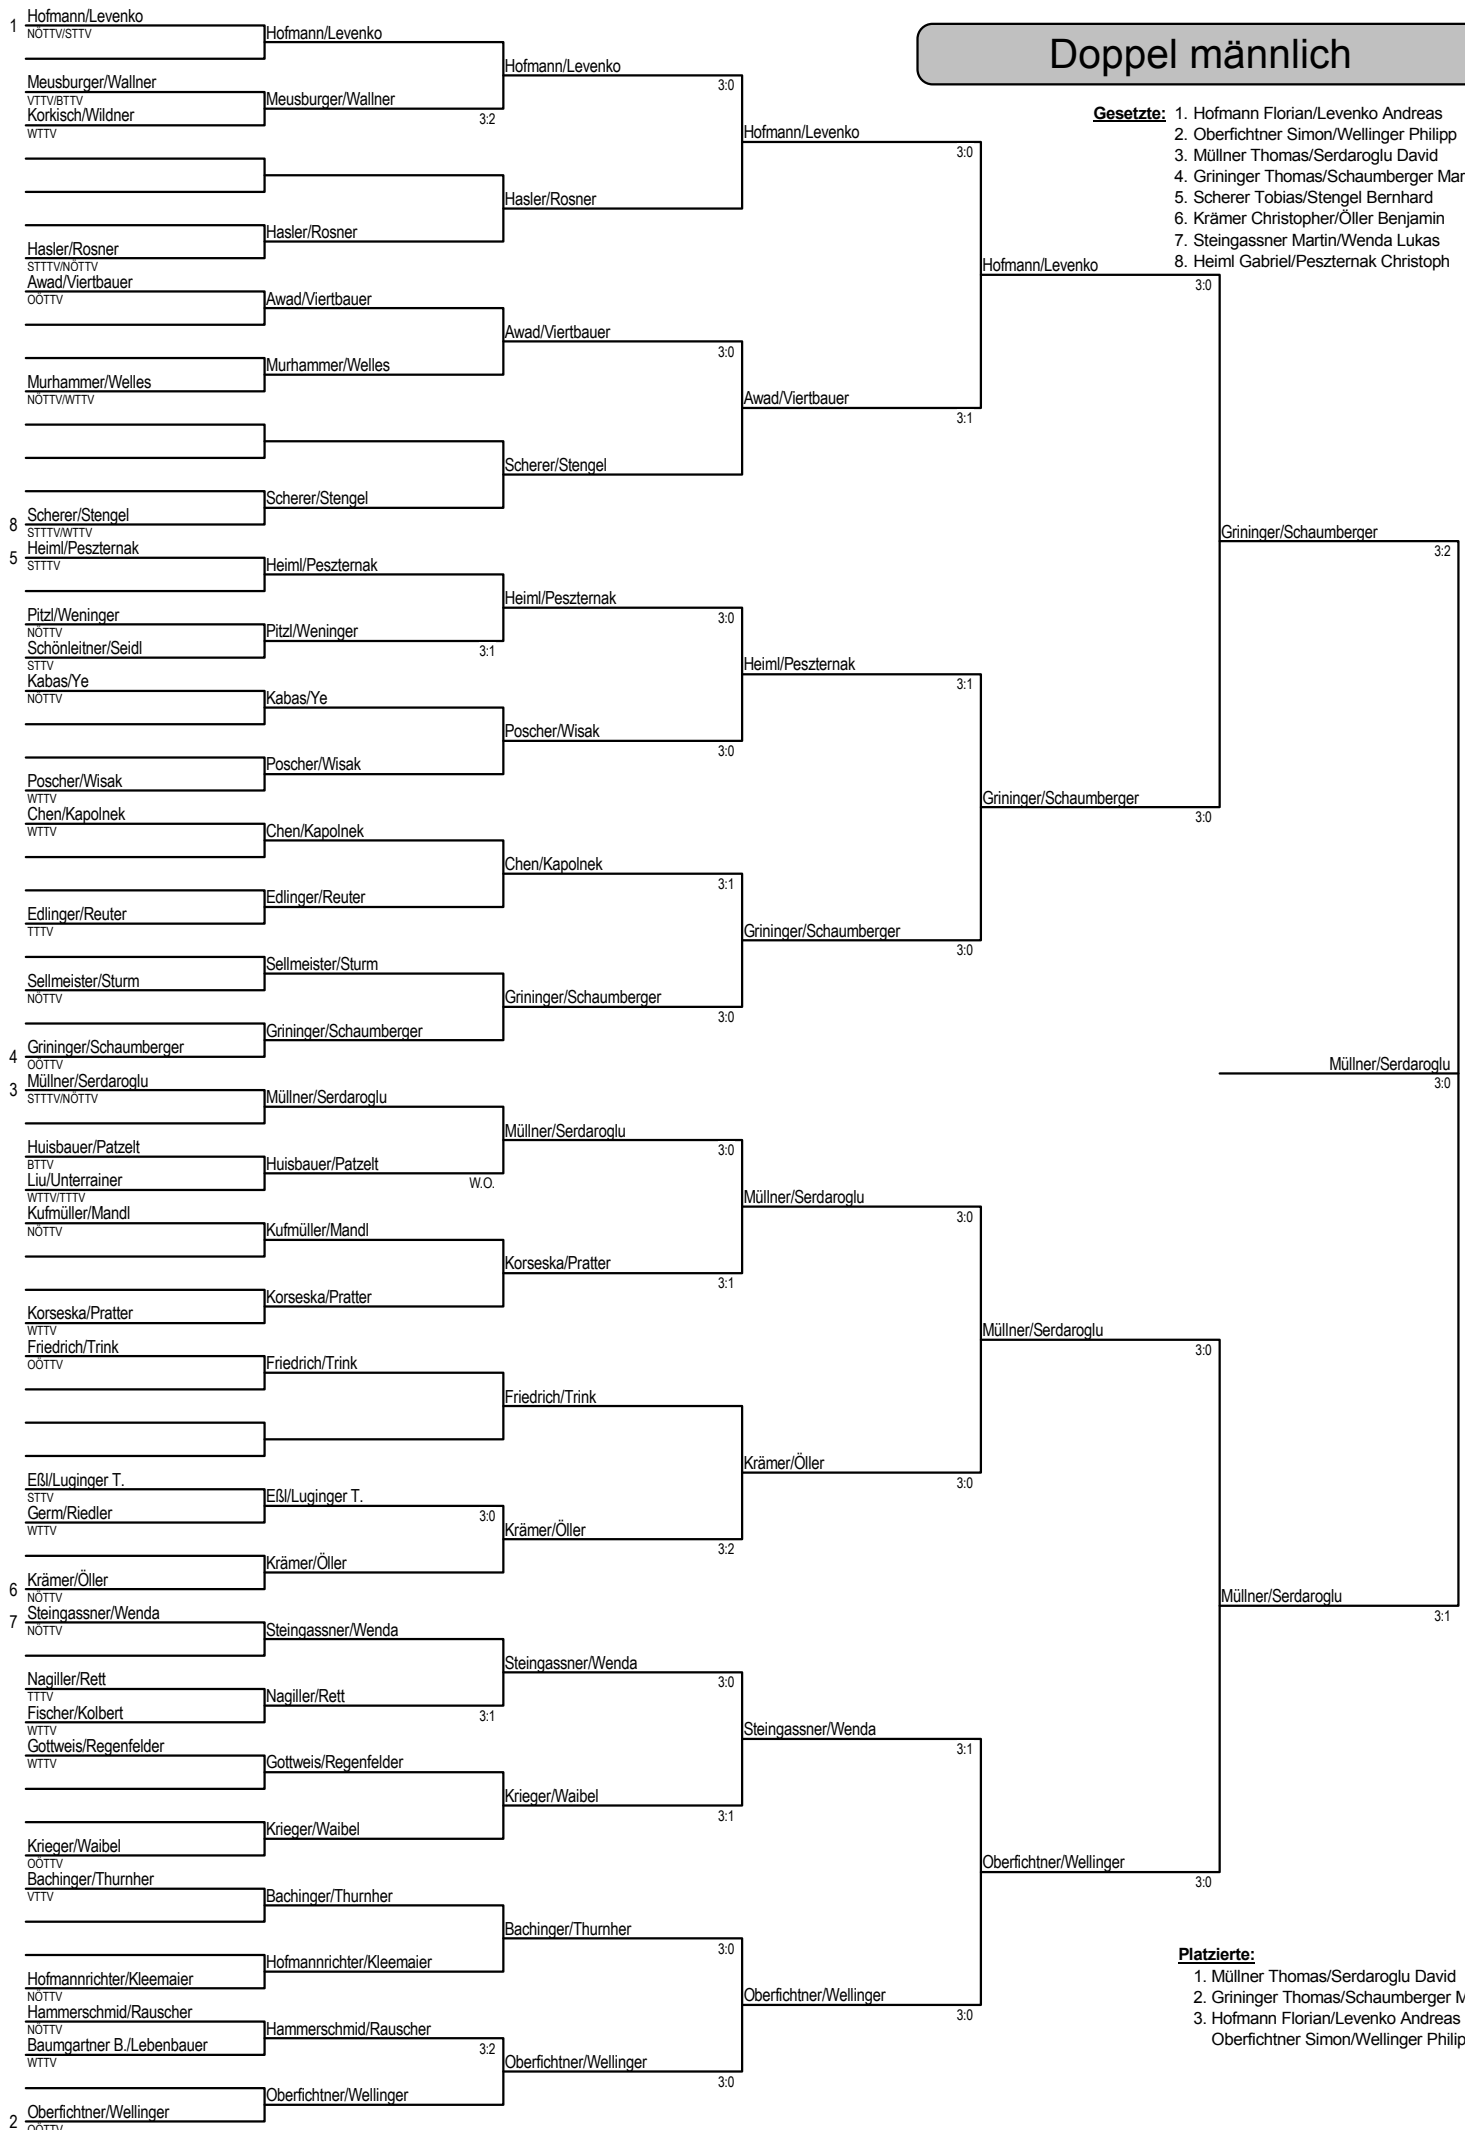 Doppel männlich
Gesetzte: 1. Hofmann Florian/Levenko Andreas
2. Oberfichtner Simon/Wellinger Philipp
3. Müllner Thomas/Serdaroglu David
4. Grininger Thomas/Schaumberger Mar
5. Scherer Tobias/Stengel Bernhard
6. Krämer Christopher/Öller Benjamin
7. Steingassner Martin/Wenda Lukas
8. Heiml Gabriel/Peszternak Christoph
1 Hofmann/Levenko
NÖTTV/STTV
Meusburger/Wallner
VTTV/BTTV
Korkisch/Wildner
WTTV
Hasler/Rosner
STTTV/NÖTTV
Awad/Viertbauer
OÖTTV
Murhammer/Welles
NÖTTV/WTTV
8 Scherer/Stengel
STTTV/WTTV
5 Heiml/Peszternak
STTTV
Pitzl/Weninger
NÖTTV
Schönleitner/Seidl
STTV
Kabas/Ye
NÖTTV
Poscher/Wisak
WTTV
Chen/Kapolnek
WTTV
Edlinger/Reuter
TTTV
Sellmeister/Sturm
NÖTTV
4 Grininger/Schaumberger
OÖTTV
3 Müllner/Serdaroglu
STTTV/NÖTTV
Huisbauer/Patzelt
BTTV
Liu/Unterrainer
WTTV/TTTV
Kufmüller/Mandl
NÖTTV
Korseska/Pratter
WTTV
Friedrich/Trink
OÖTTV
Eßl/Luginger T.
STTV
Germ/Riedler
WTTV
6 Krämer/Öller
NÖTTV
7 Steingassner/Wenda
NÖTTV
Nagiller/Rett
TTTV
Fischer/Kolbert
WTTV
Gottweis/Regenfelder
WTTV
Krieger/Waibel
OÖTTV
Bachinger/Thurnher
VTTV
Hofmannrichter/Kleemaier
NÖTTV
Hammerschmid/Rauscher
NÖTTV
Baumgartner B./Lebenbauer
WTTV
2 Oberfichtner/Wellinger
OÖTTV
Hofmann/Levenko
Meusburger/Wallner
3:2
Hasler/Rosner
Awad/Viertbauer
Murhammer/Welles
Scherer/Stengel
Heiml/Peszternak
Pitzl/Weninger
3:1
Kabas/Ye
Poscher/Wisak
Chen/Kapolnek
Edlinger/Reuter
Sellmeister/Sturm
Grininger/Schaumberger
Müllner/Serdaroglu
Huisbauer/Patzelt
W.O.
Kufmüller/Mandl
Korseska/Pratter
Friedrich/Trink
Eßl/Luginger T.
3:0
Krämer/Öller
Steingassner/Wenda
Nagiller/Rett
3:1
Gottweis/Regenfelder
Krieger/Waibel
Bachinger/Thurnher
Hofmannrichter/Kleemaier
Hammerschmid/Rauscher
3:2
Oberfichtner/Wellinger
Hofmann/Levenko
3:0
Hasler/Rosner
Awad/Viertbauer
3:0
Scherer/Stengel
Heiml/Peszternak
3:0
Poscher/Wisak
3:0
Chen/Kapolnek
3:1
Grininger/Schaumberger
3:0
Müllner/Serdaroglu
3:0
Korseska/Pratter
3:1
Friedrich/Trink
Krämer/Öller
3:2
Steingassner/Wenda
3:0
Krieger/Waibel
3:1
Bachinger/Thurnher
3:0
Oberfichtner/Wellinger
3:0
Hofmann/Levenko
3:0
Awad/Viertbauer
3:1
Heiml/Peszternak
3:1
Grininger/Schaumberger
3:0
Müllner/Serdaroglu
3:0
Krämer/Öller
3:0
Steingassner/Wenda
3:1
Oberfichtner/Wellinger
3:0
Hofmann/Levenko
3:0
Grininger/Schaumberger
3:0
Müllner/Serdaroglu
3:0
Oberfichtner/Wellinger
3:0
Grininger/Schaumberger
3:2
Müllner/Serdaroglu
3:1
Müllner/Serdaroglu
3:0
Platzierte:
1. Müllner Thomas/Serdaroglu David
2. Grininger Thomas/Schaumberger M
3. Hofmann Florian/Levenko Andreas
Oberfichtner Simon/Wellinger Philip